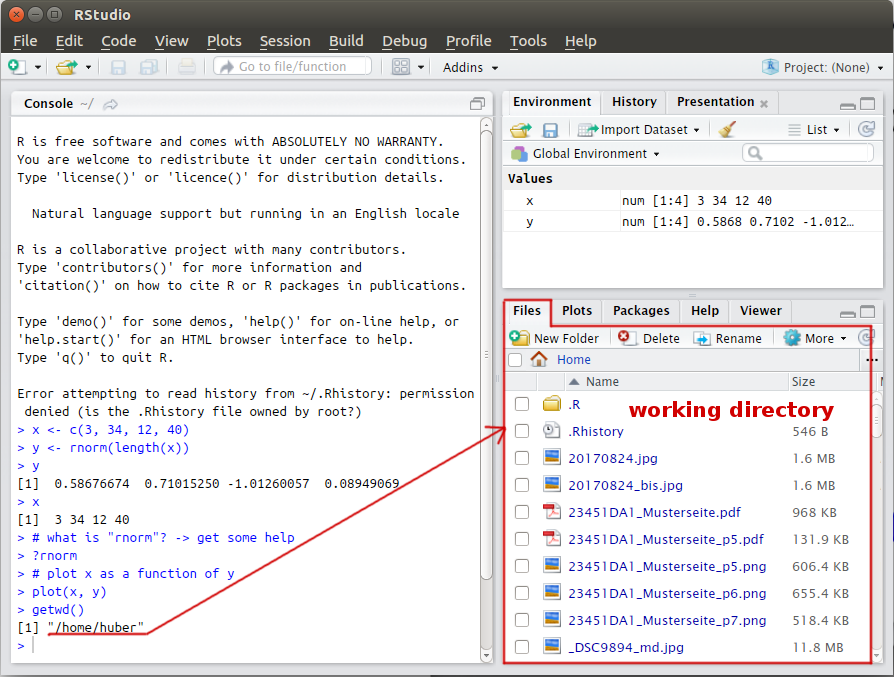 RStudio
File Edit Code View Plots Session Build Debug Profile Tools Help
Go to file/function Addins Project: (None)
Console ~/
R is free software and comes with ABSOLUTELY NO WARRANTY.
You are welcome to redistribute it under certain conditions.
Type 'license()' or 'licence()' for distribution details.
Natural language support but running in an English locale
R is a collaborative project with many contributors.
Type 'contributors()' for more information and
'citation()' on how to cite R or R packages in publications.
Type 'demo()' for some demos, 'help()' for on-line help, or
'help.start()' for an HTML browser interface to help.
Type 'q()' to quit R.
Error attempting to read history from ~/.Rhistory: permission
denied (is the .Rhistory file owned by root?)
> x <- c(3, 34, 12, 40)
> y <- rnorm(length(x))
> y
[1] 0.58676674 0.71015250 -1.01260057 0.08949069
> x
[1] 3 34 12 40
> # what is "rnorm"? -> get some help
> ?rnorm
> # plot x as a function of y
> plot(x, y)
> getwd()
[1] "/home/huber"
>
Environment History Presentation
Import Dataset List
Global Environment
Values
x num [1:4] 3 34 12 40
y num [1:4] 0.5868 0.7102 -1.012…
Files Plots Packages Help Viewer
New Folder Delete Rename More
Home ...
Name Size
.R
working directory
.Rhistory 546 B
20170824.jpg 1.6 MB
20170824_bis.jpg 1.6 MB
23451DA1_Musterseite.pdf 968 KB
23451DA1_Musterseite_p5.pdf 131.9 KB
23451DA1_Musterseite_p5.png 606.4 KB
23451DA1_Musterseite_p6.png 655.4 KB
23451DA1_Musterseite_p7.png 518.4 KB
_DSC9894_md.jpg 11.8 MB